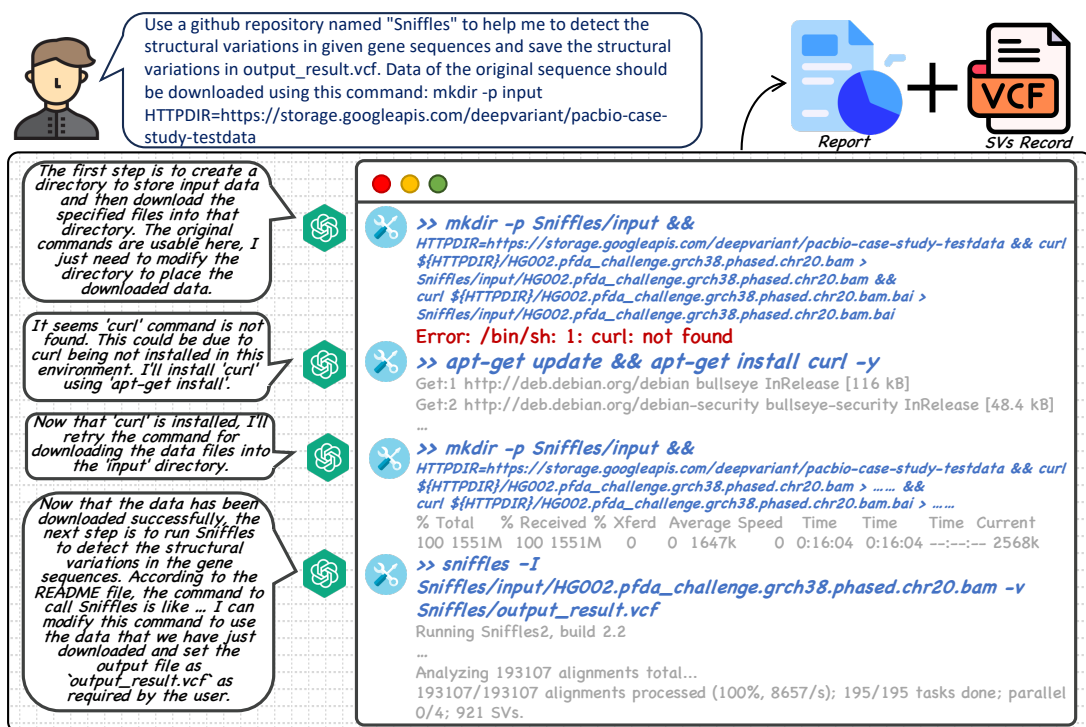 Use a github repository named "Sniffles" to help me to detect the
structural variations in given gene sequences and save the structural
variations in output_result.vcf. Data of the original sequence should
be downloaded using this command: mkdir -p input
HTTPDIR=https://storage.googleapis.com/deepvariant/pacbio-case-
study-testdata
VCF
Report
SVs Record
The first step is to create a
directory to store input data
and then download the
specified files into that
directory. The original
commands are usable here, I
just need to modify the
directory to place the
downloaded data.
>> mkdir -p Sniffles/input &&
HTTPDIR=https://storage.googleapis.com/deepvariant/pacbio-case-study-testdata && curl
${HTTPDIR}/HG002.pfda_challenge.grch38.phased.chr20.bam >
Sniffles/input/HG002.pfda_challenge.grch38.phased.chr20.bam &&
curl ${HTTPDIR}/HG002.pfda_challenge.grch38.phased.chr20.bam.bai >
Sniffles/input/HG002.pfda_challenge.grch38.phased.chr20.bam.bai
Error: /bin/sh: 1: curl: not found
It seems 'curl' command is not
found. This could be due to
curl being not installed in this
environment. I'll install 'curl'
using 'apt-get install'.
>> apt-get update && apt-get install curl -y
Get:1 http://deb.debian.org/debian bullseye InRelease [116 kB]
Get:2 http://deb.debian.org/debian-security bullseye-security InRelease [48.4 kB]
...
Now that 'curl' is installed, I'll
retry the command for
downloading the data files into
the 'input' directory.
>> mkdir -p Sniffles/input &&
HTTPDIR=https://storage.googleapis.com/deepvariant/pacbio-case-study-testdata && curl
${HTTPDIR}/HG002.pfda_challenge.grch38.phased.chr20.bam > ...... &&
curl ${HTTPDIR}/HG002.pfda_challenge.grch38.phased.chr20.bam.bai > ......
% Total % Received % Xferd Average Speed Time Time Time Current
100 1551M 100 1551M 0 0 1647k 0 0:16:04 0:16:04 --:--:-- 2568k
Now that the data has been
downloaded successfully, the
next step is to run Sniffles
to detect the structural
variations in the gene
sequences. According to the
README file, the command to
call Sniffles is like ... I can
modify this command to use
the data that we have just
downloaded and set the
output file as
`output_result.vcf` as
required by the user.
>> sniffles -I
Sniffles/input/HG002.pfda_challenge.grch38.phased.chr20.bam -v
Sniffles/output_result.vcf
Running Sniffles2, build 2.2
...
Analyzing 193107 alignments total...
193107/193107 alignments processed (100%, 8657/s); 195/195 tasks done; parallel
0/4; 921 SVs.